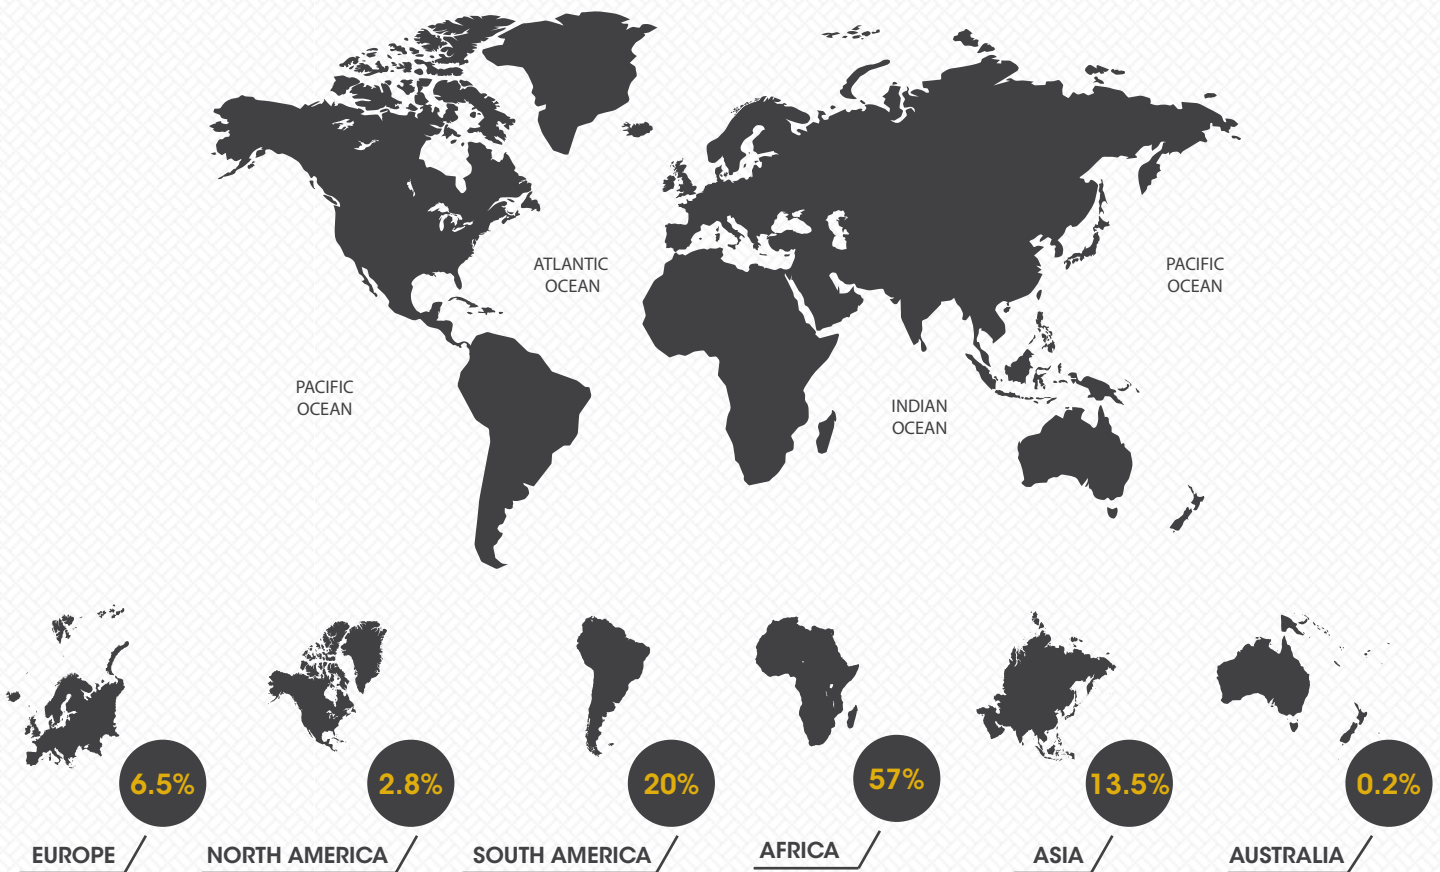 ATLANTIC
OCEAN
PACIFIC
OCEAN
PACIFIC
OCEAN
INDIAN
OCEAN
6.5%
2.8%
20%
57%
13.5%
0.2%
EUROPE
NORTH AMERICA
SOUTH AMERICA
AFRICA
ASIA
AUSTRALIA